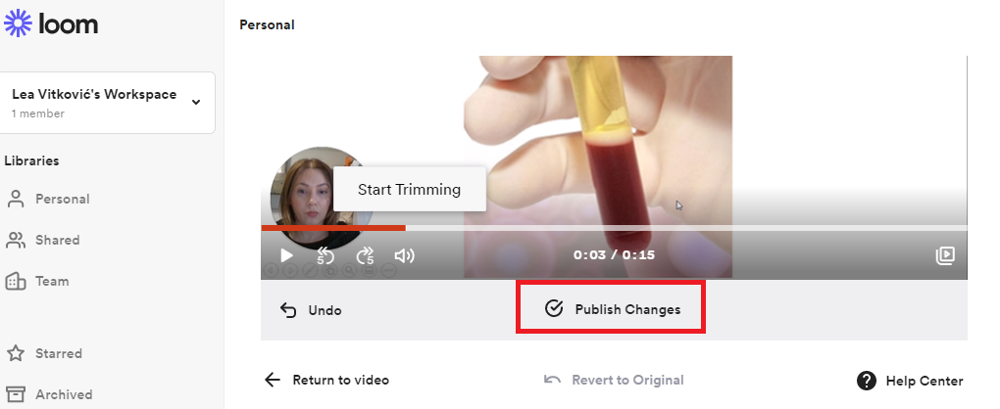 loom
Personal
Lea Vitković's Workspace
1 member
Libraries
Personal
Shared
Team
Starred
Archived
Start Trimming
5
5
0:03 / 0:15
Undo
Publish Changes
Return to video
Revert to Original
? Help Center